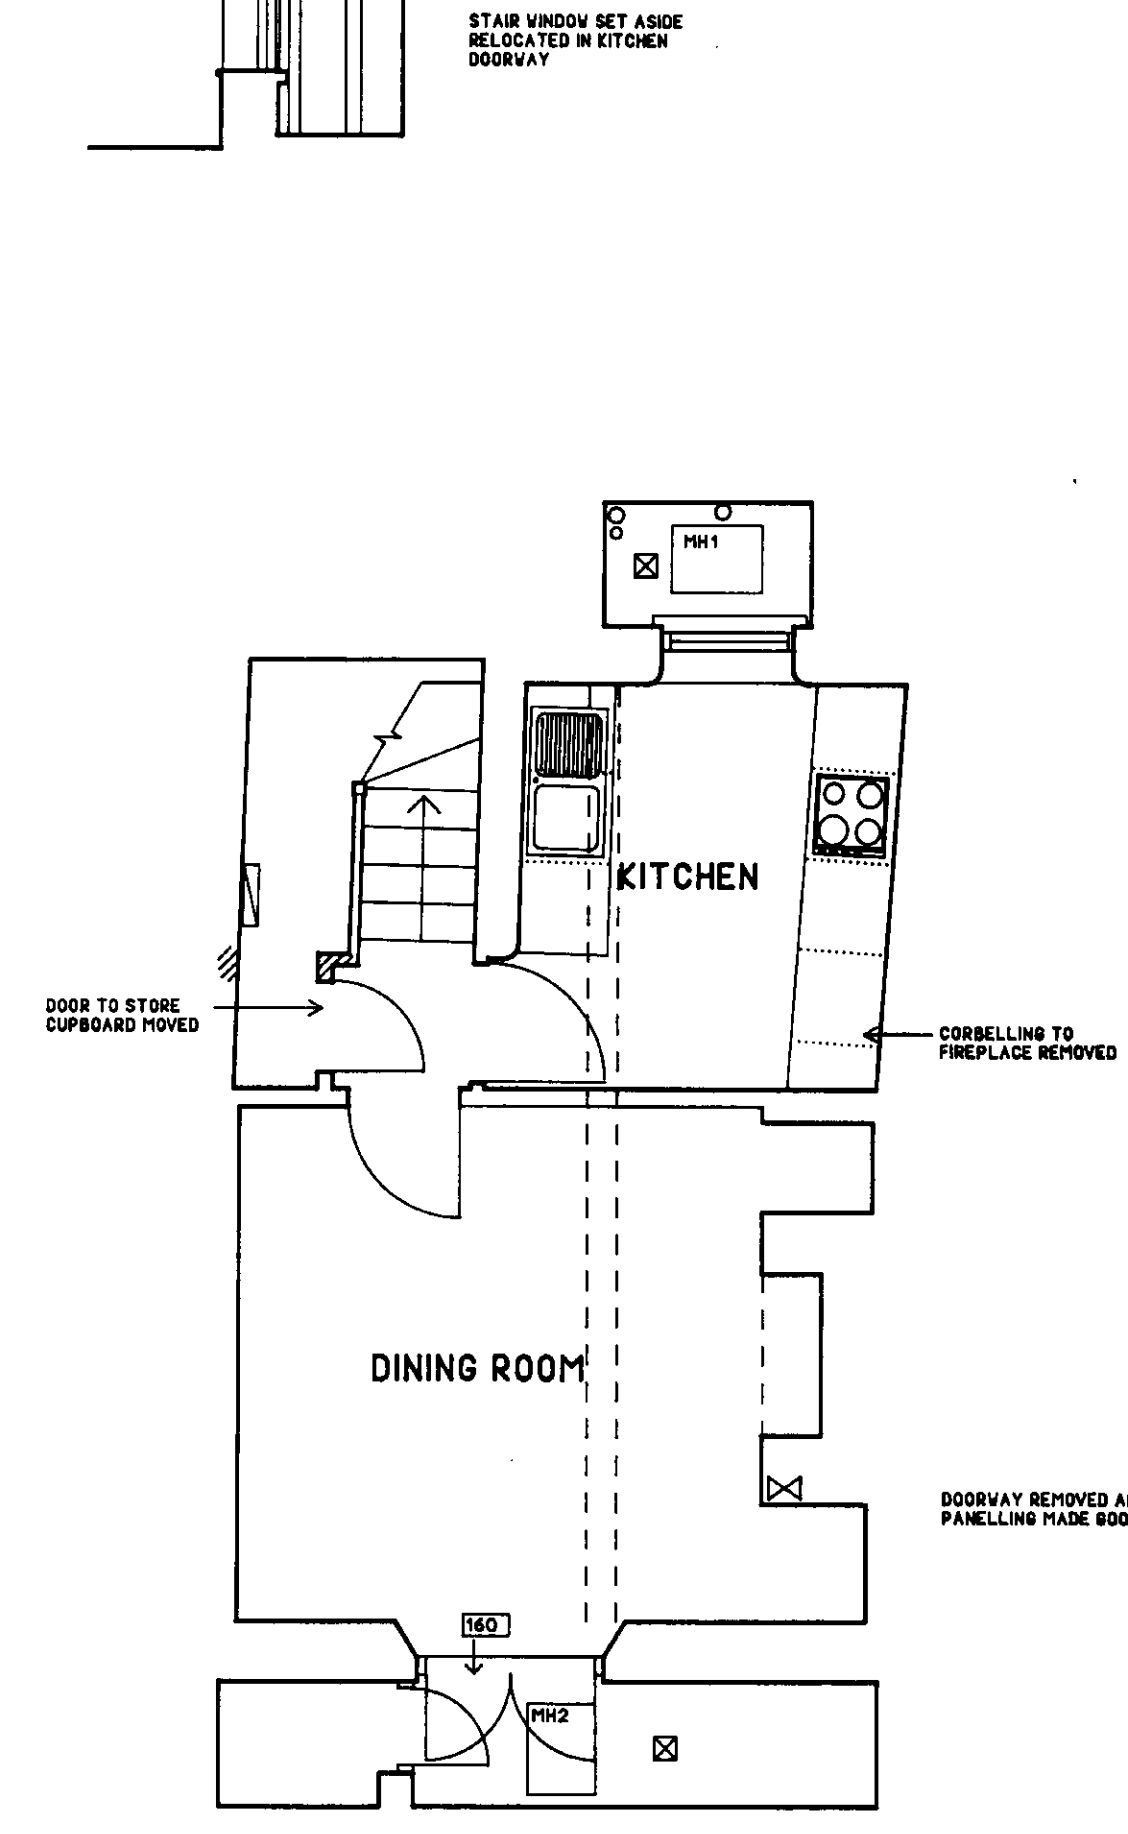 STAIR WINDOW SET ASIDE
RELOCATED IN KITCHEN
DOORWAY
MH1
KITCHEN
DOOR TO STORE
CUPBOARD MOVED
CORBELLING TO
FIREPLACE REMOVED
DINING ROOM
DOORWAY REMOVED
PANELLING MADE
160
MH2